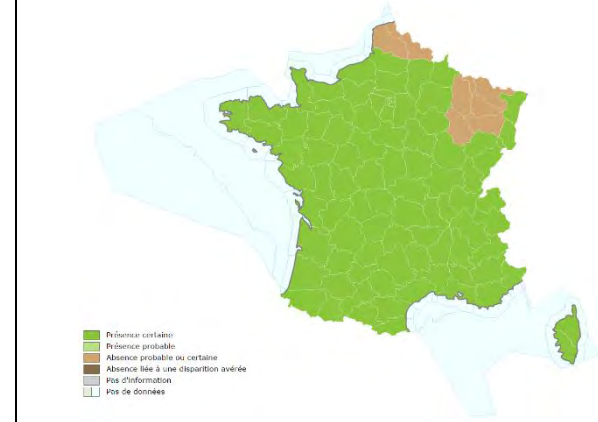 Présence certaine
Présence probable
Absence probable ou certaine
Absence liée à une disparition avérée
Pas d'information
Pas de données